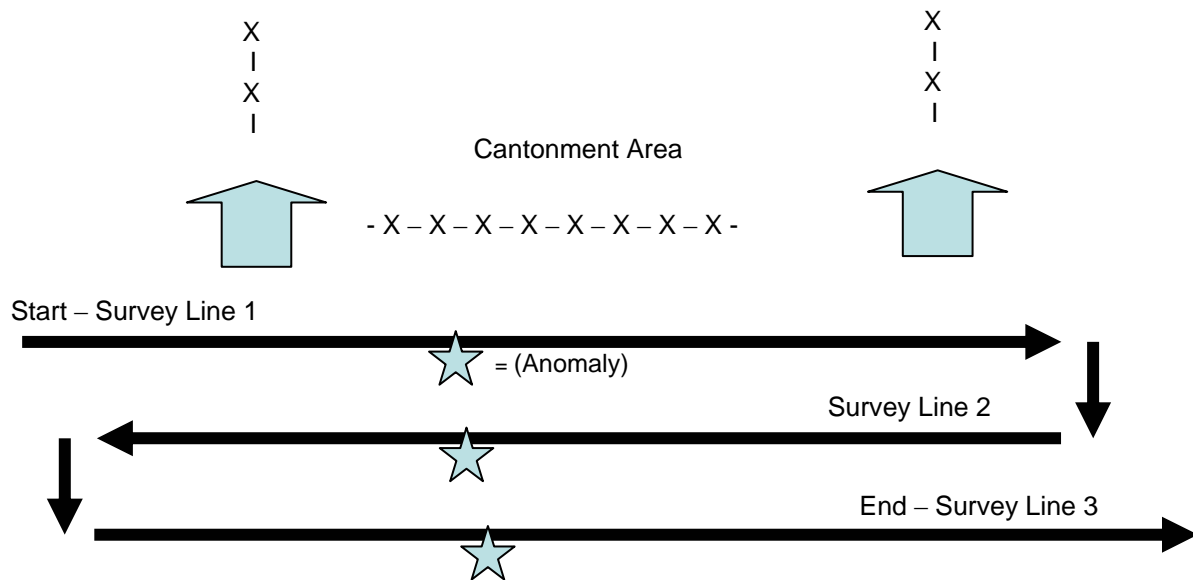 X
I
X
I
X
I
X
I
Cantonment Area
- X – X – X – X – X – X – X – X -
Start – Survey Line 1
= (Anomaly)
Survey Line 2
End – Survey Line 3